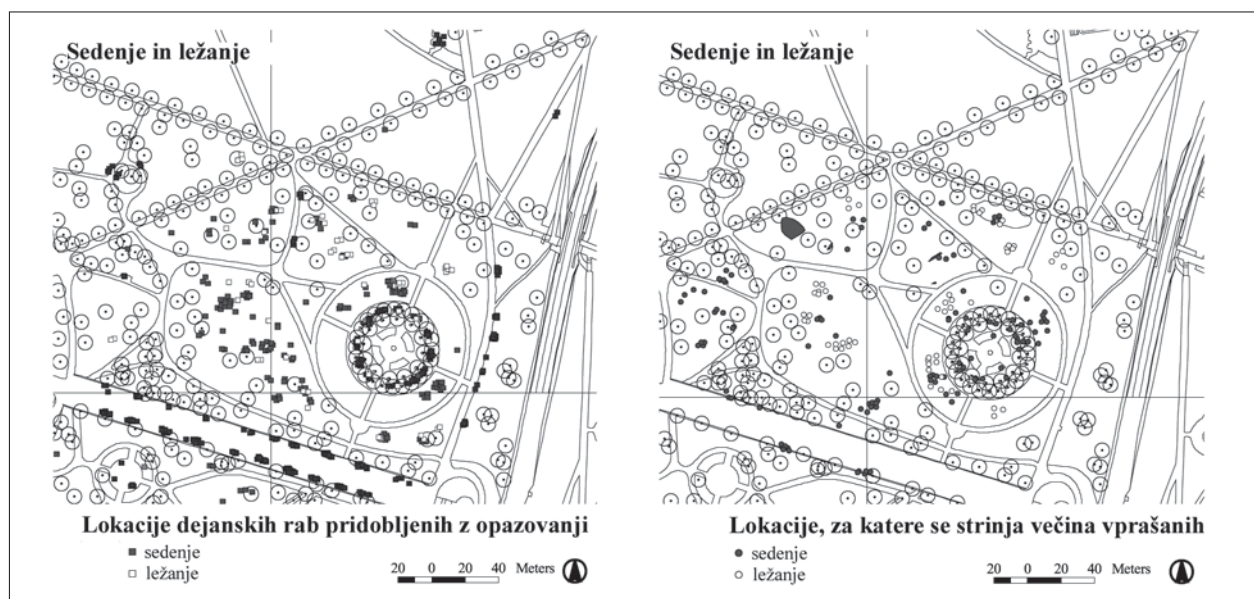 Sedenje in ležanje
Lokacije dejanskih rab pridobljenih z opazovanji
sedenje
ležanje
20 0 20 40 Meters
Sedenje in ležanje
Lokacije, za katere se strinja večina vprašanih
sedenje
ležanje
20 0 20 40 Meters